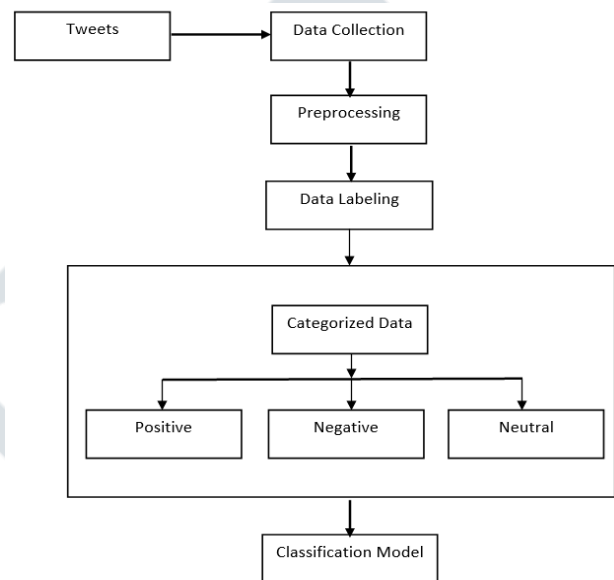 Tweets
Data Collection
Preprocessing
Data Labeling
Categorized Data
Positive
Negative
Neutral
Classification Model